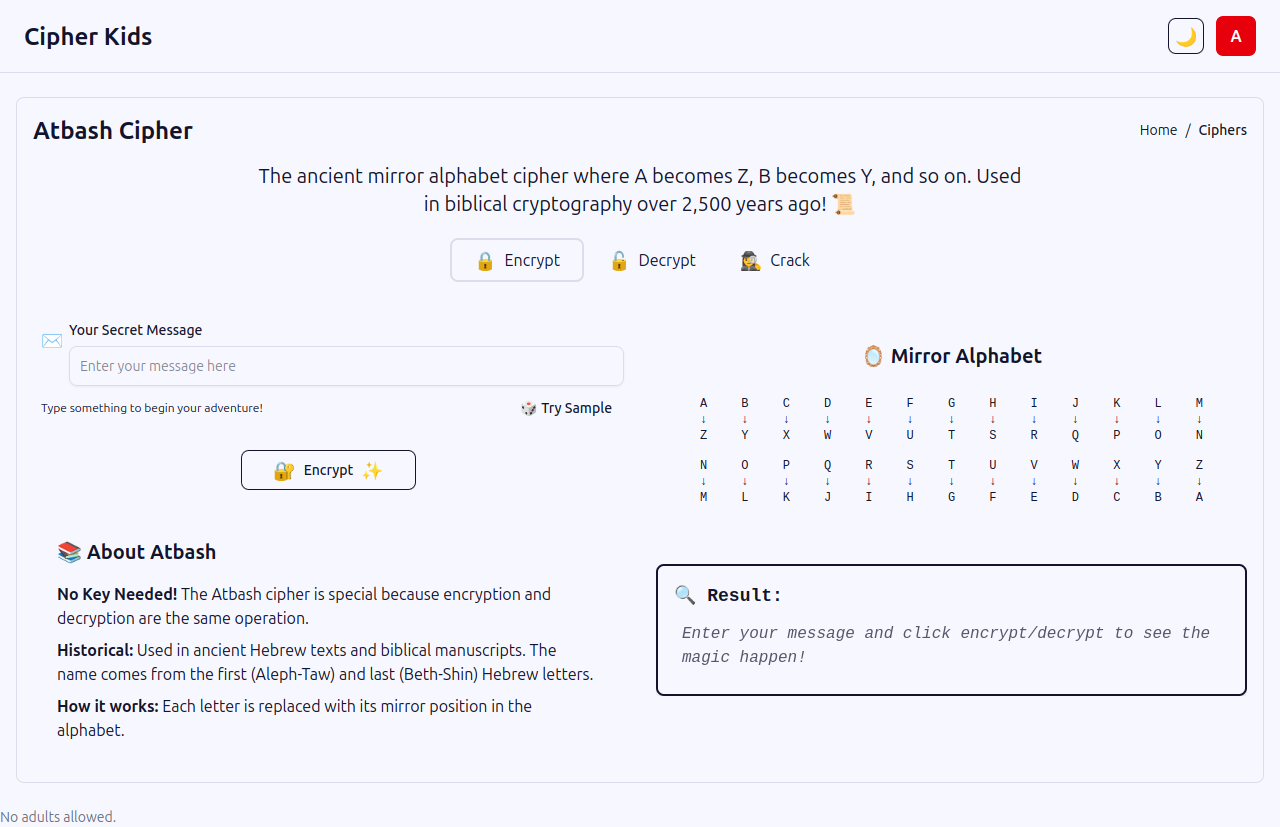 Cipher Kids
A
Atbash Cipher
Home / Ciphers
The ancient mirror alphabet cipher where A becomes Z, B becomes Y, and so on. Used
in biblical cryptography over 2,500 years ago! 📜
🔒 Encrypt
🔓 Decrypt
🕵️ Crack
Your Secret Message
Enter your message here
Type something to begin your adventure!
🎲 Try Sample
🔐 Encrypt ✨
📚 About Atbash
No Key Needed! The Atbash cipher is special because encryption and
decryption are the same operation.
Historical: Used in ancient Hebrew texts and biblical manuscripts. The
name comes from the first (Aleph-Taw) and last (Beth-Shin) Hebrew letters.
How it works: Each letter is replaced with its mirror position in the
alphabet.
🪞 Mirror Alphabet
A B C D E F G H I J K L M
↓ ↓ ↓ ↓ ↓ ↓ ↓ ↓ ↓ ↓ ↓ ↓ ↓
Z Y X W V U T S R Q P O N
N O P Q R S T U V W X Y Z
↓ ↓ ↓ ↓ ↓ ↓ ↓ ↓ ↓ ↓ ↓ ↓ ↓
M L K J I H G F E D C B A
🔍 Result:
Enter your message and click encrypt/decrypt to see the
magic happen!
No adults allowed.